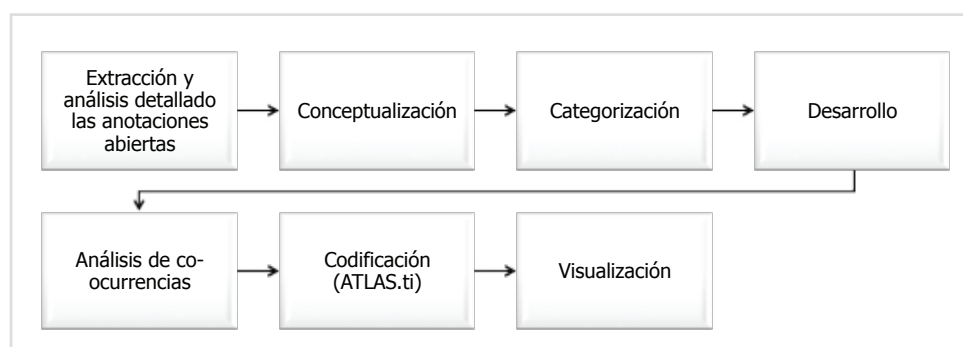 Extracción y
análisis detallado
las anotaciones
abiertas
Conceptualización
Categorización
Desarrollo
Análisis de co-
ocurrencias
Codificación
(ATLAS.ti)
Visualización